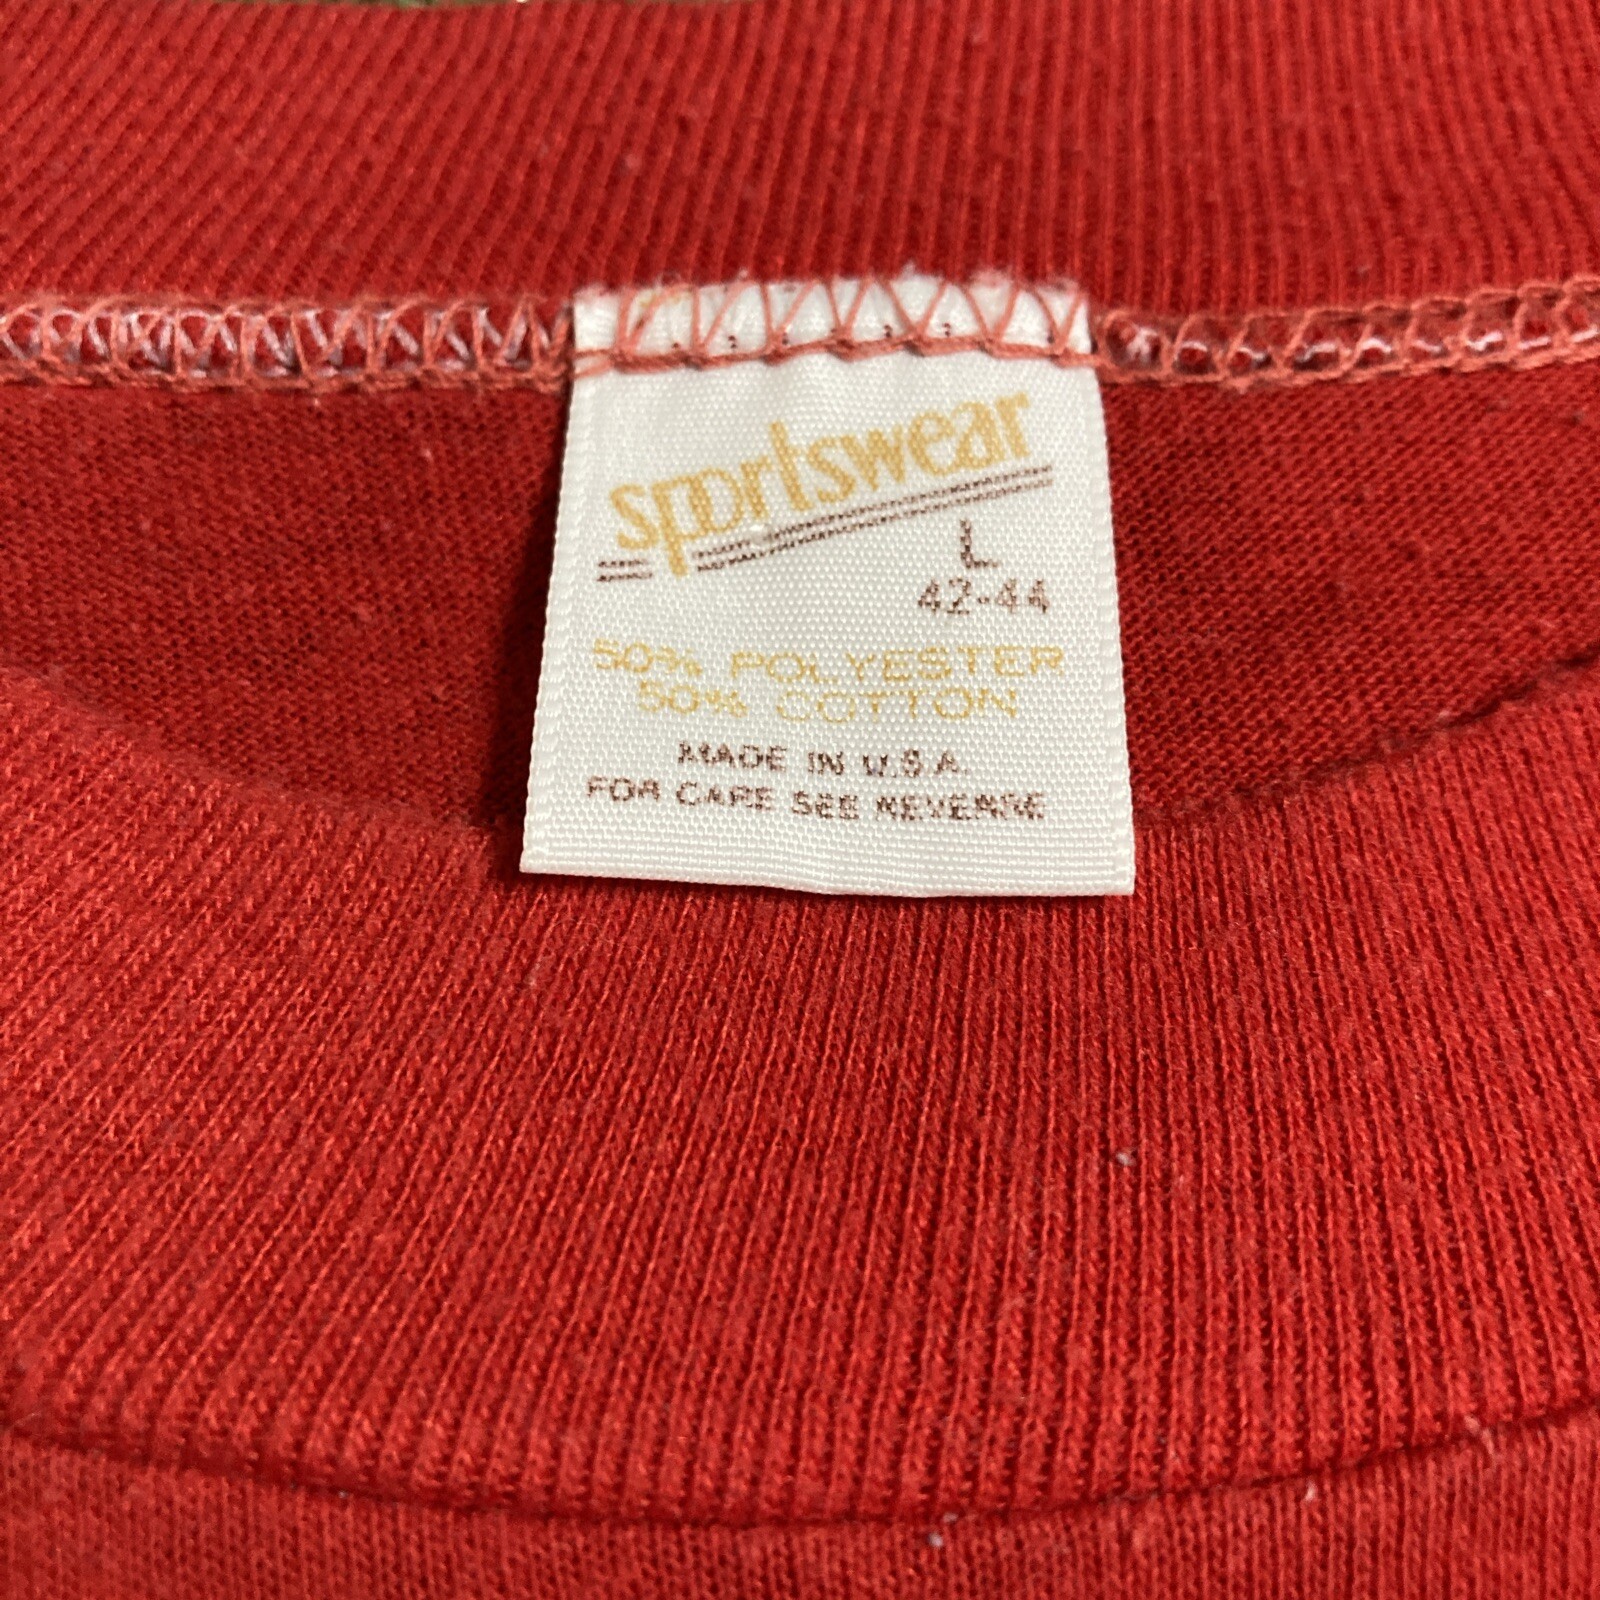 sportswear
L
42-44
50% POLYESTER
50% COTTON
MADE IN U.S.A.
FOR CARE SEE REVERSE